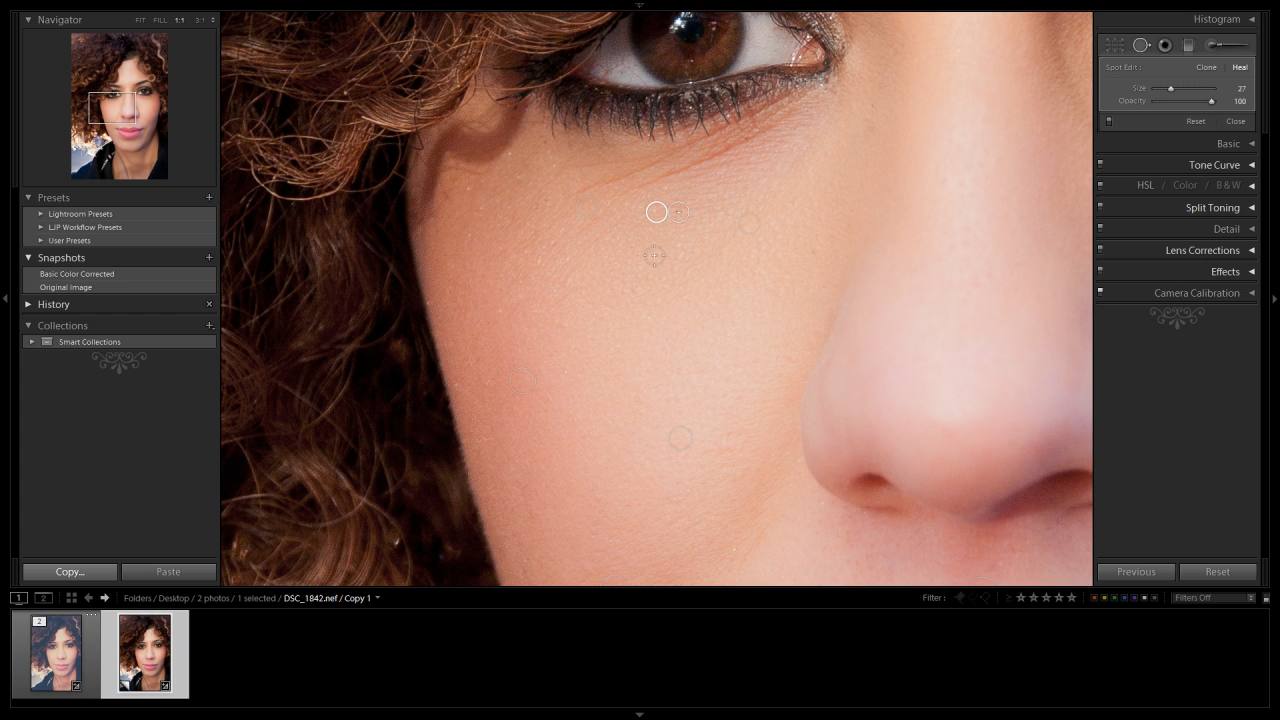 Navigator FIT FILL 1:1 3:1
Presets +
Lightroom Presets
LJP Workflow Presets
User Presets
Snapshots +
Basic Color Corrected
Original Image
History ×
Collections +
Smart Collections
Copy... Paste
Histogram
Spot Edit : Clone Heal
Size 27
Opacity 100
Reset Close
Basic
Tone Curve
HSL / Color / B & W
Split Toning
Detail
Lens Corrections
Effects
Camera Calibration
Previous Reset
1 2 Folders / Desktop / 2 photos / 1 selected / DSC_1842.nef / Copy 1 Filter : Filters Off
2